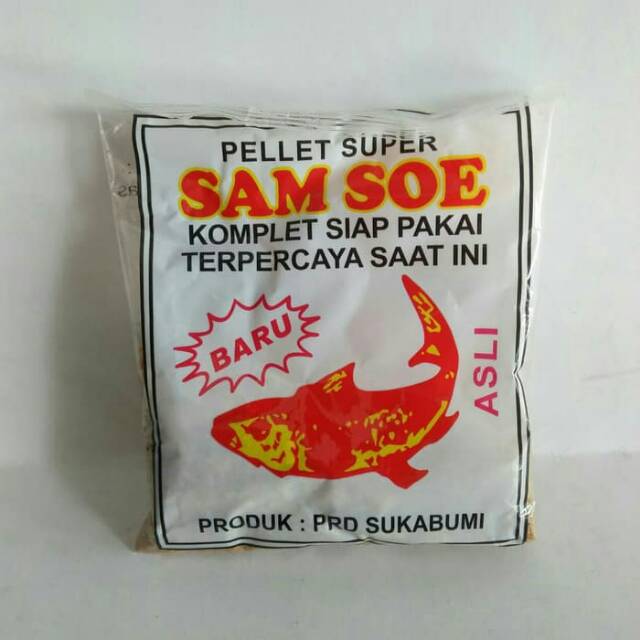 PELLET SUPER
SAM SOE
KOMPLET SIAP PAKAI
TERPERCAYA SAAT INI
BARU
ASLI
PRODUK : PRD SUKABUMI